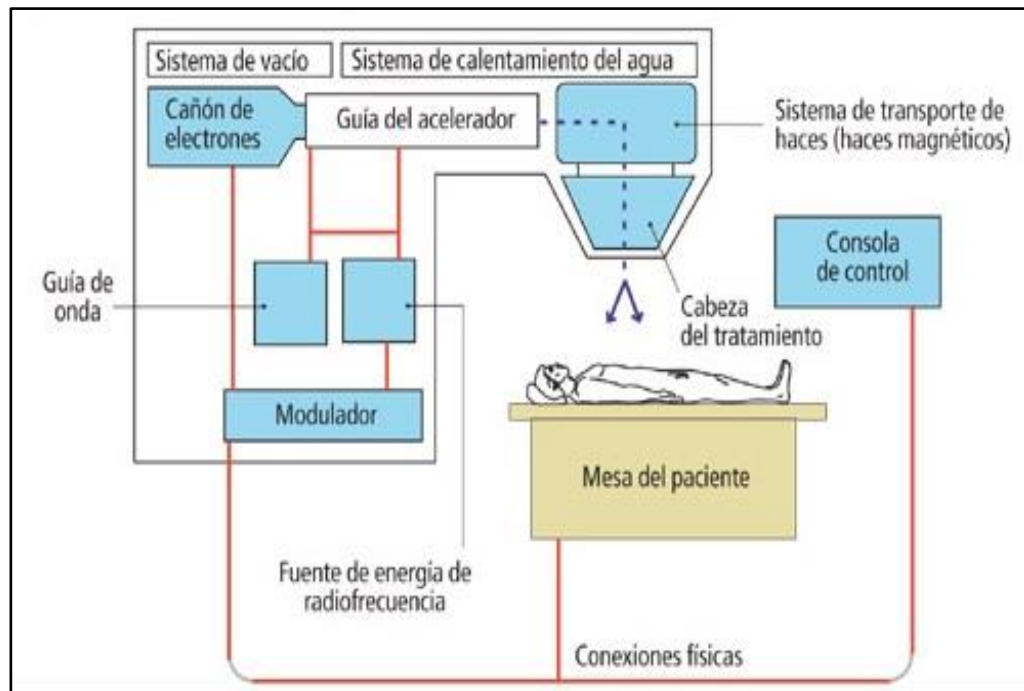 Sistema de vacío
Sistema de calentamiento del agua
Cañón de
electrones
Guía del acelerador
Sistema de transporte de
haces (haces magnéticos)
Consola
de control
Guía de
onda
Cabeza
del tratamiento
Modulador
Mesa del paciente
Fuente de energía de
radiofrecuencia
Conexiones físicas